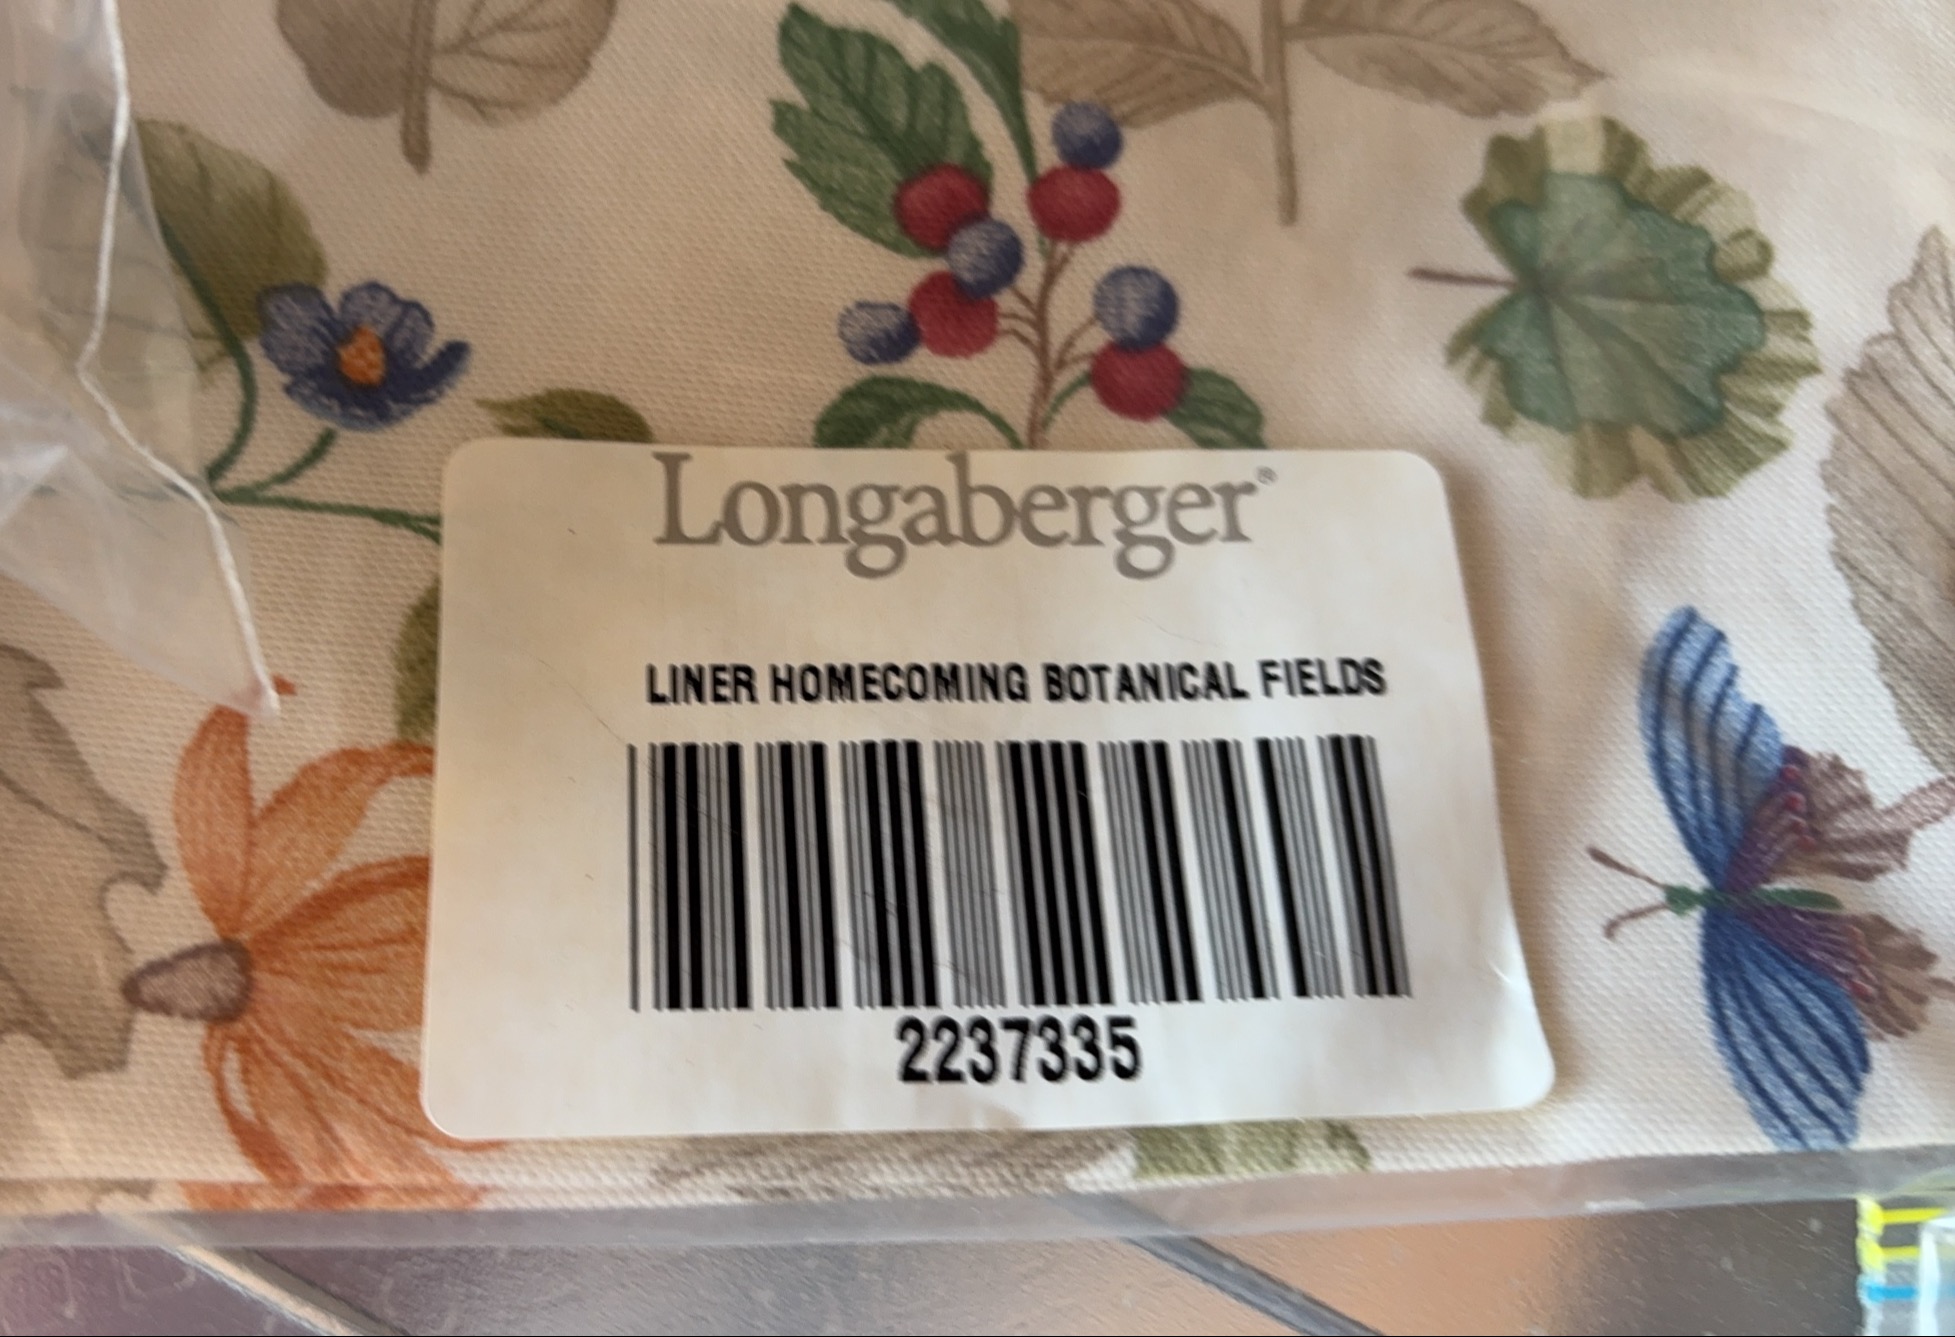 Longaberger®
LINER HOMECOMING BOTANICAL FIELDS
2237335